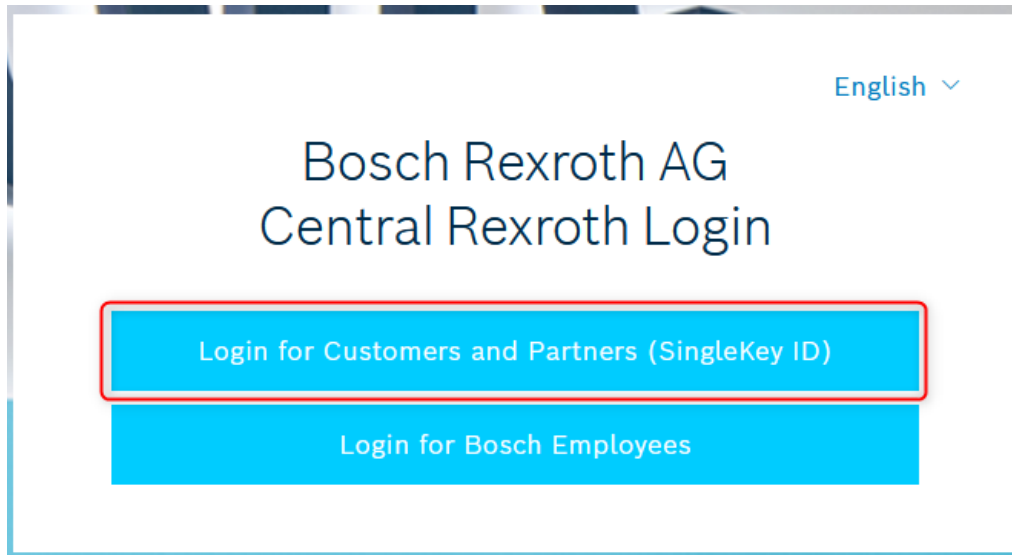 English
Bosch Rexroth AG
Central Rexroth Login
Login for Customers and Partners (SingleKey ID)
Login for Bosch Employees